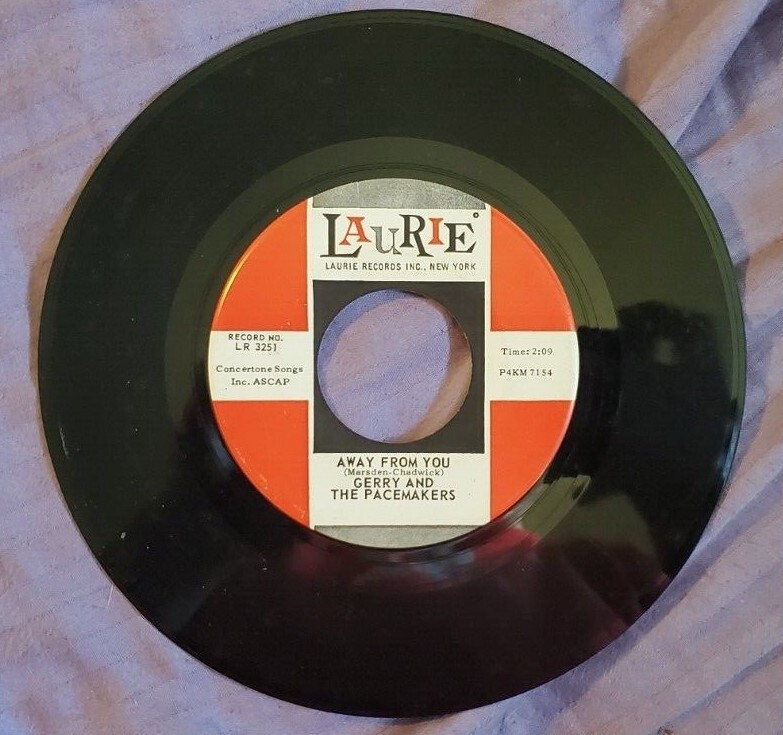 LAURIE®
LAURIE RECORDS INC., NEW YORK
RECORD NO.
LR 3251
Concertone Songs
Inc. ASCAP
Time: 2:09
P4KM 7154
AWAY FROM YOU
(Marsden-Chadwick)
GERRY AND
THE PACEMAKERS